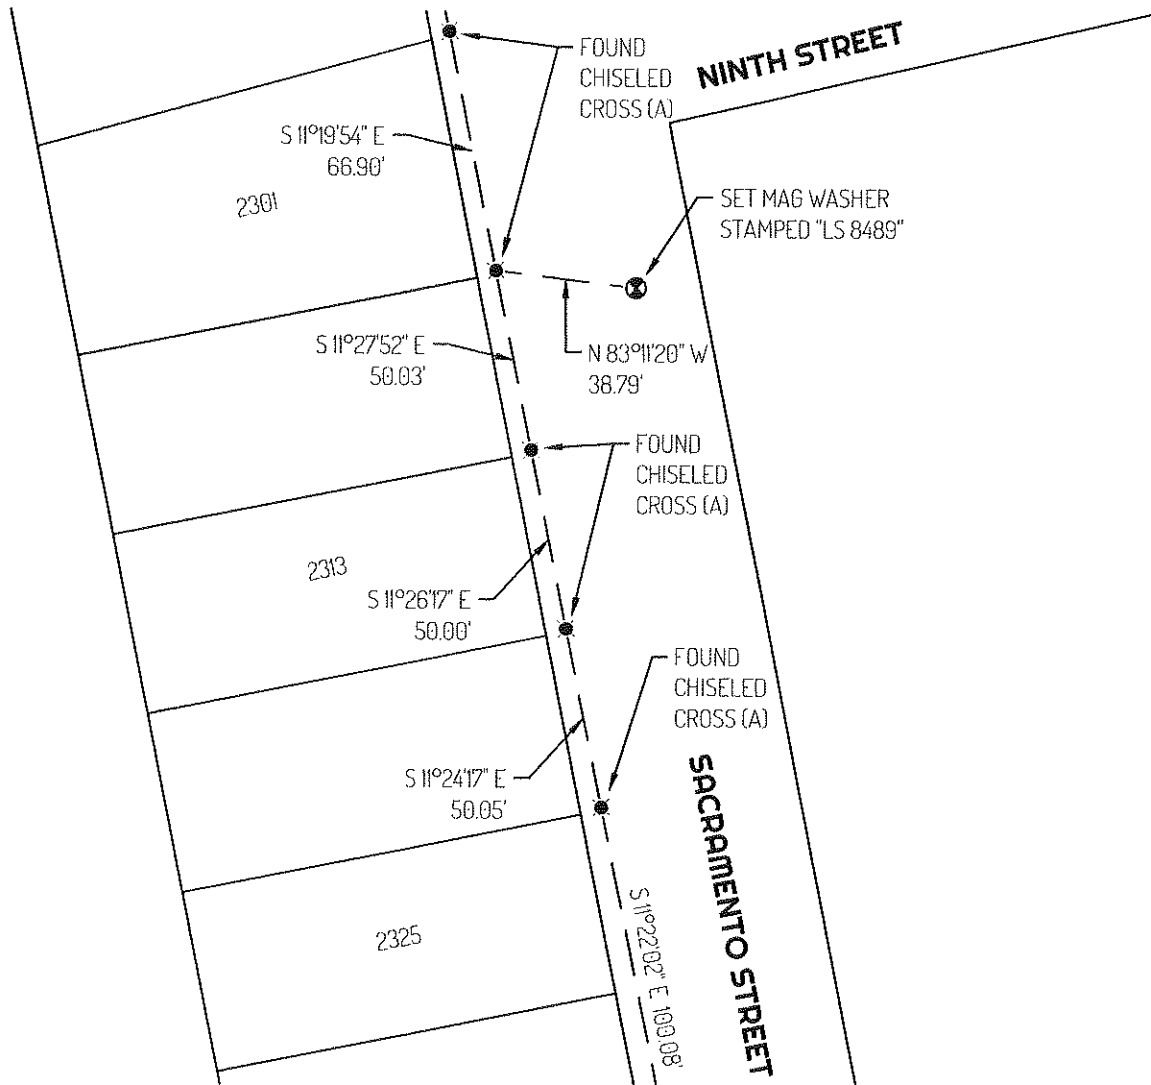 FOUND
CHISELED
CROSS (A)
NINTH STREET
S 11°19'54" E
66.90'
2301
SET MAG WASHER
STAMPED "LS 8489"
S 11°27'52" E
50.03'
N 83°11'20" W
38.79'
FOUND
CHISELED
CROSS (A)
2313
S 11°26'17" E
50.00'
FOUND
CHISELED
CROSS (A)
S 11°24'17" E
50.05'
SACRAMENTO STREET
2325
S 11°22'02" E 100.08'